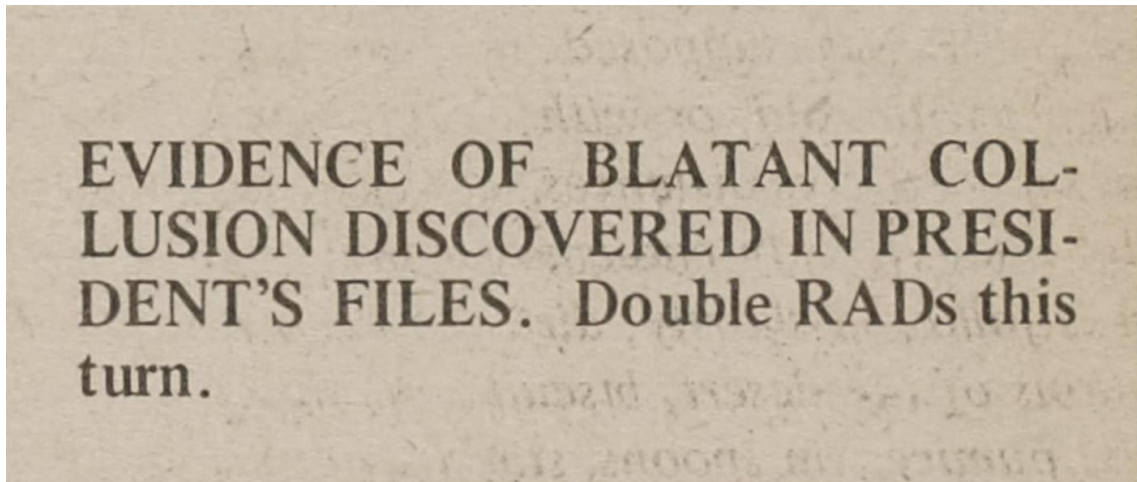 EVIDENCE OF BLATANT COL-
LUSION DISCOVERED IN PRESI-
DENT’S FILES. Double RADs this
turn.